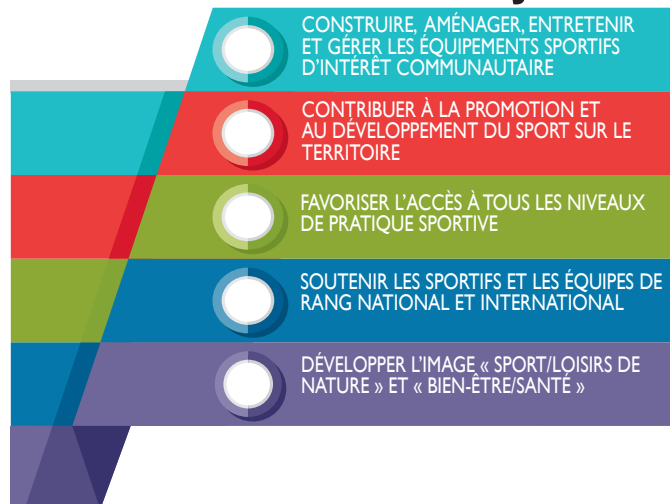 CONSTRUIRE, AMÉNAGER, ENTRETENIR
ET GÉRER LES ÉQUIPEMENTS SPORTIFS
D'INTÉRÊT COMMUNAUTAIRE
CONTRIBUER À LA PROMOTION ET
AU DÉVELOPPEMENT DU SPORT SUR LE
TERRITOIRE
FAVORISER L'ACCÈS À TOUS LES NIVEAUX
DE PRATIQUE SPORTIVE
SOUTENIR LES SPORTIFS ET LES ÉQUIPES DE
RANG NATIONAL ET INTERNATIONAL
DÉVELOPPER L'IMAGE « SPORT/LOISIRS DE
NATURE » ET « BIEN-ÊTRE/SANTÉ »